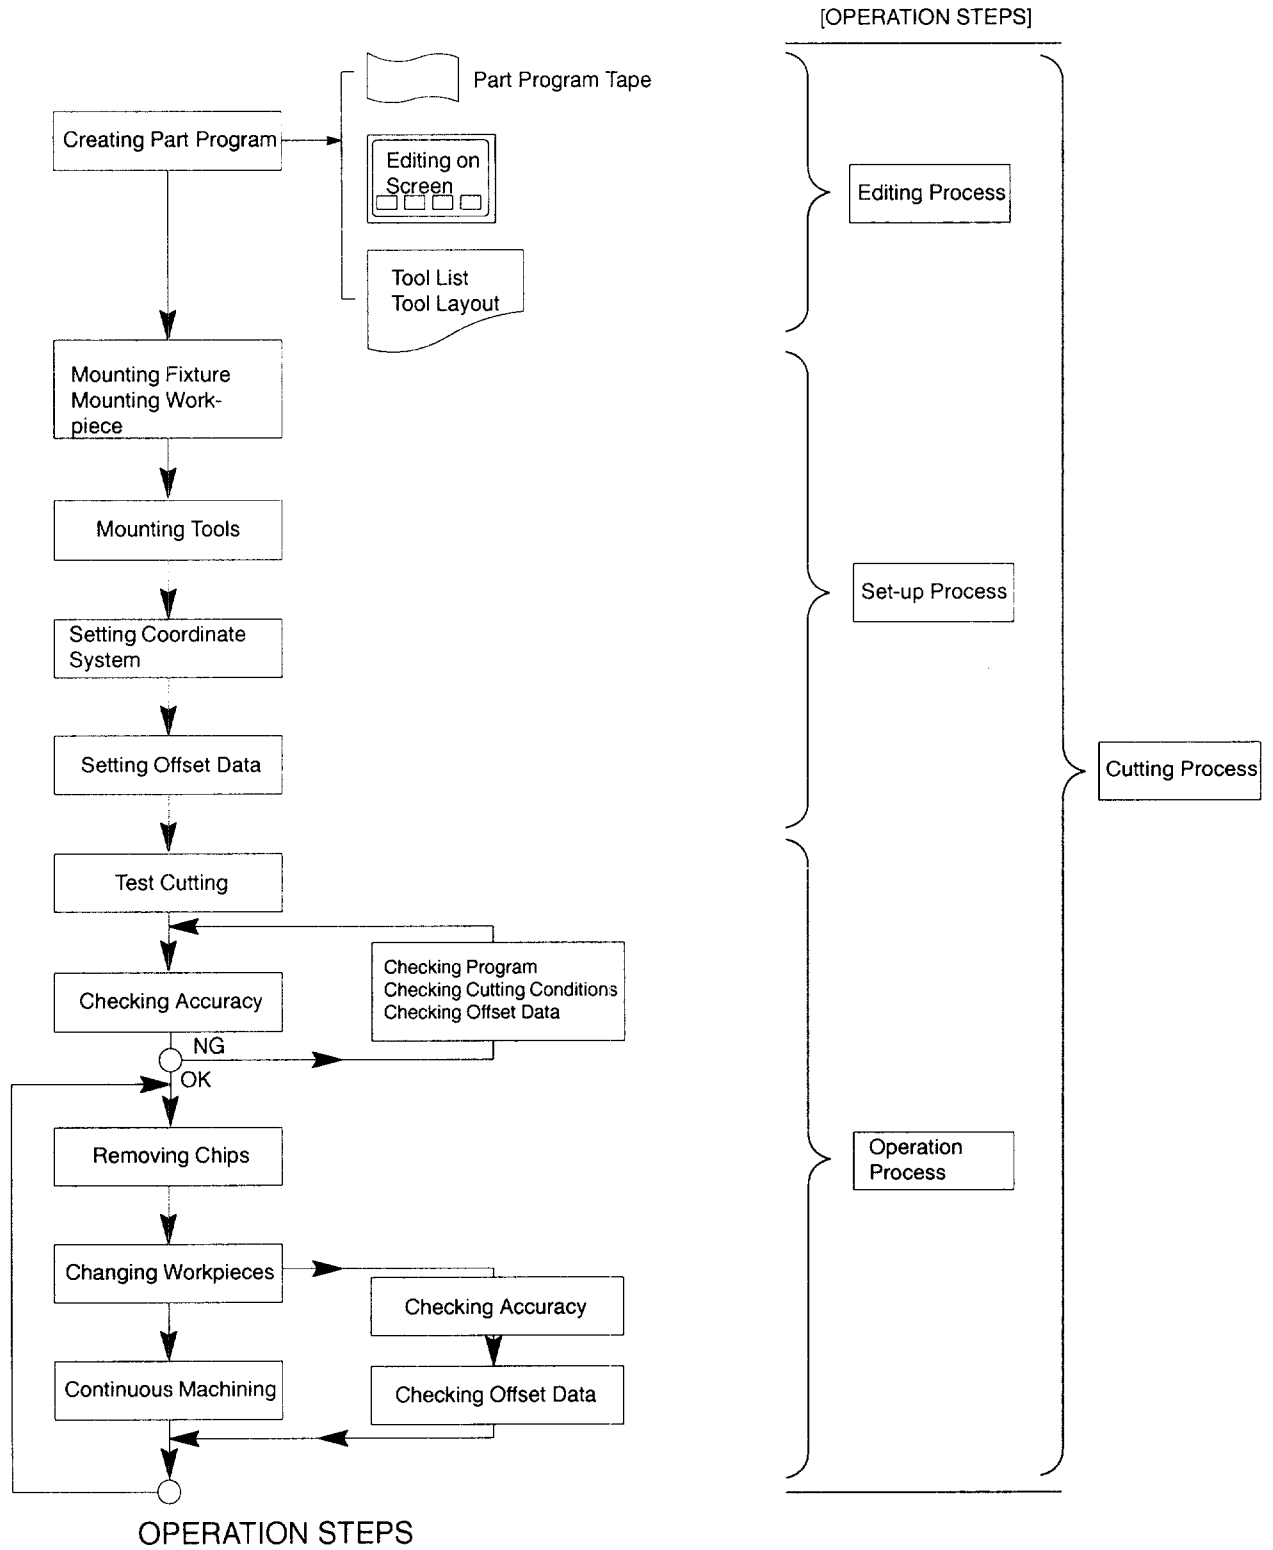 [OPERATION STEPS]
Part Program Tape
Creating Part Program
Editing on
Screen
Editing Process
Tool List
Tool Layout
Mounting Fixture
Mounting Work-
piece
Mounting Tools
Set-up Process
Setting Coordinate
System
Setting Offset Data
Cutting Process
Test Cutting
Checking Program
Checking Cutting Conditions
Checking Offset Data
Checking Accuracy
NG
OK
Removing Chips
Operation
Process
Changing Workpieces
Checking Accuracy
Continuous Machining
Checking Offset Data
OPERATION STEPS